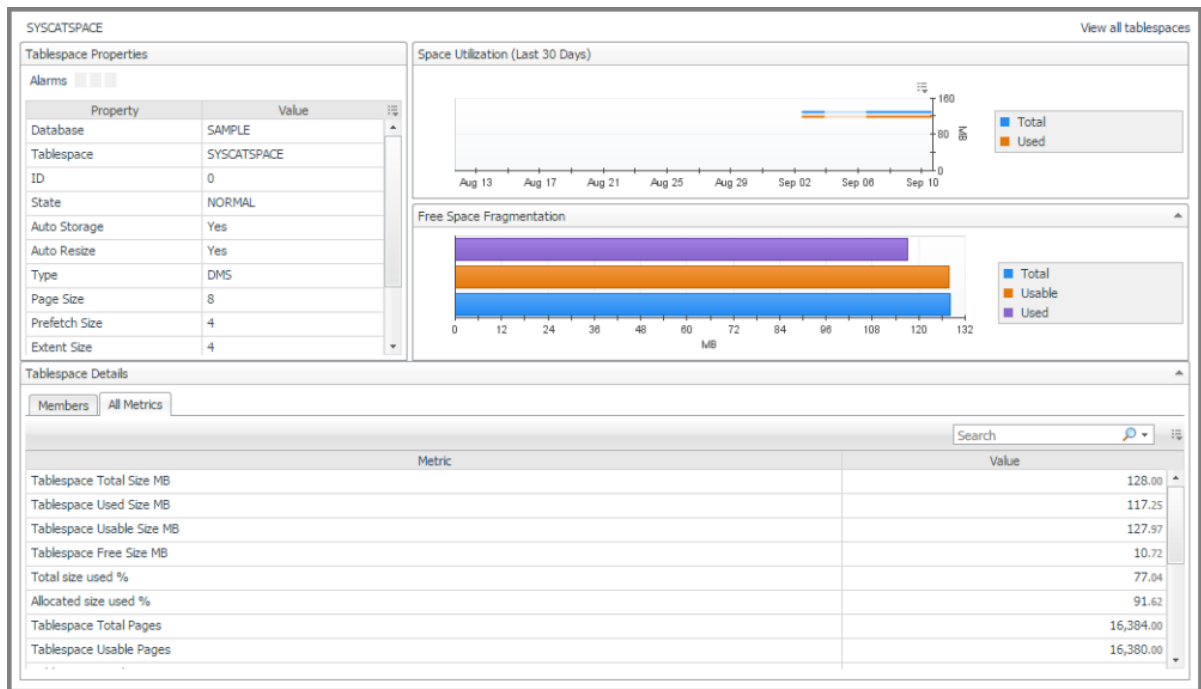 SYSCATSPACE
View all tablespaces
Tablespace Properties
Alarms
Property Value
Database SAMPLE
Tablespace SYSCATSPACE
ID 0
State NORMAL
Auto Storage Yes
Auto Resize Yes
Type DMS
Page Size 8
Prefetch Size 4
Extent Size 4
Space Utilization (Last 30 Days)
160
80
0
MB
Aug 13 Aug 17 Aug 21 Aug 25 Aug 29 Sep 02 Sep 06 Sep 10
Total
Used
Free Space Fragmentation
0 12 24 36 48 60 72 84 96 108 120 132
MB
Total
Usable
Used
Tablespace Details
Members All Metrics
Search
Metric Value
Tablespace Total Size MB 128.00
Tablespace Used Size MB 117.25
Tablespace Usable Size MB 127.97
Tablespace Free Size MB 10.72
Total size used % 77.04
Allocated size used % 91.62
Tablespace Total Pages 16,384.00
Tablespace Usable Pages 16,380.00